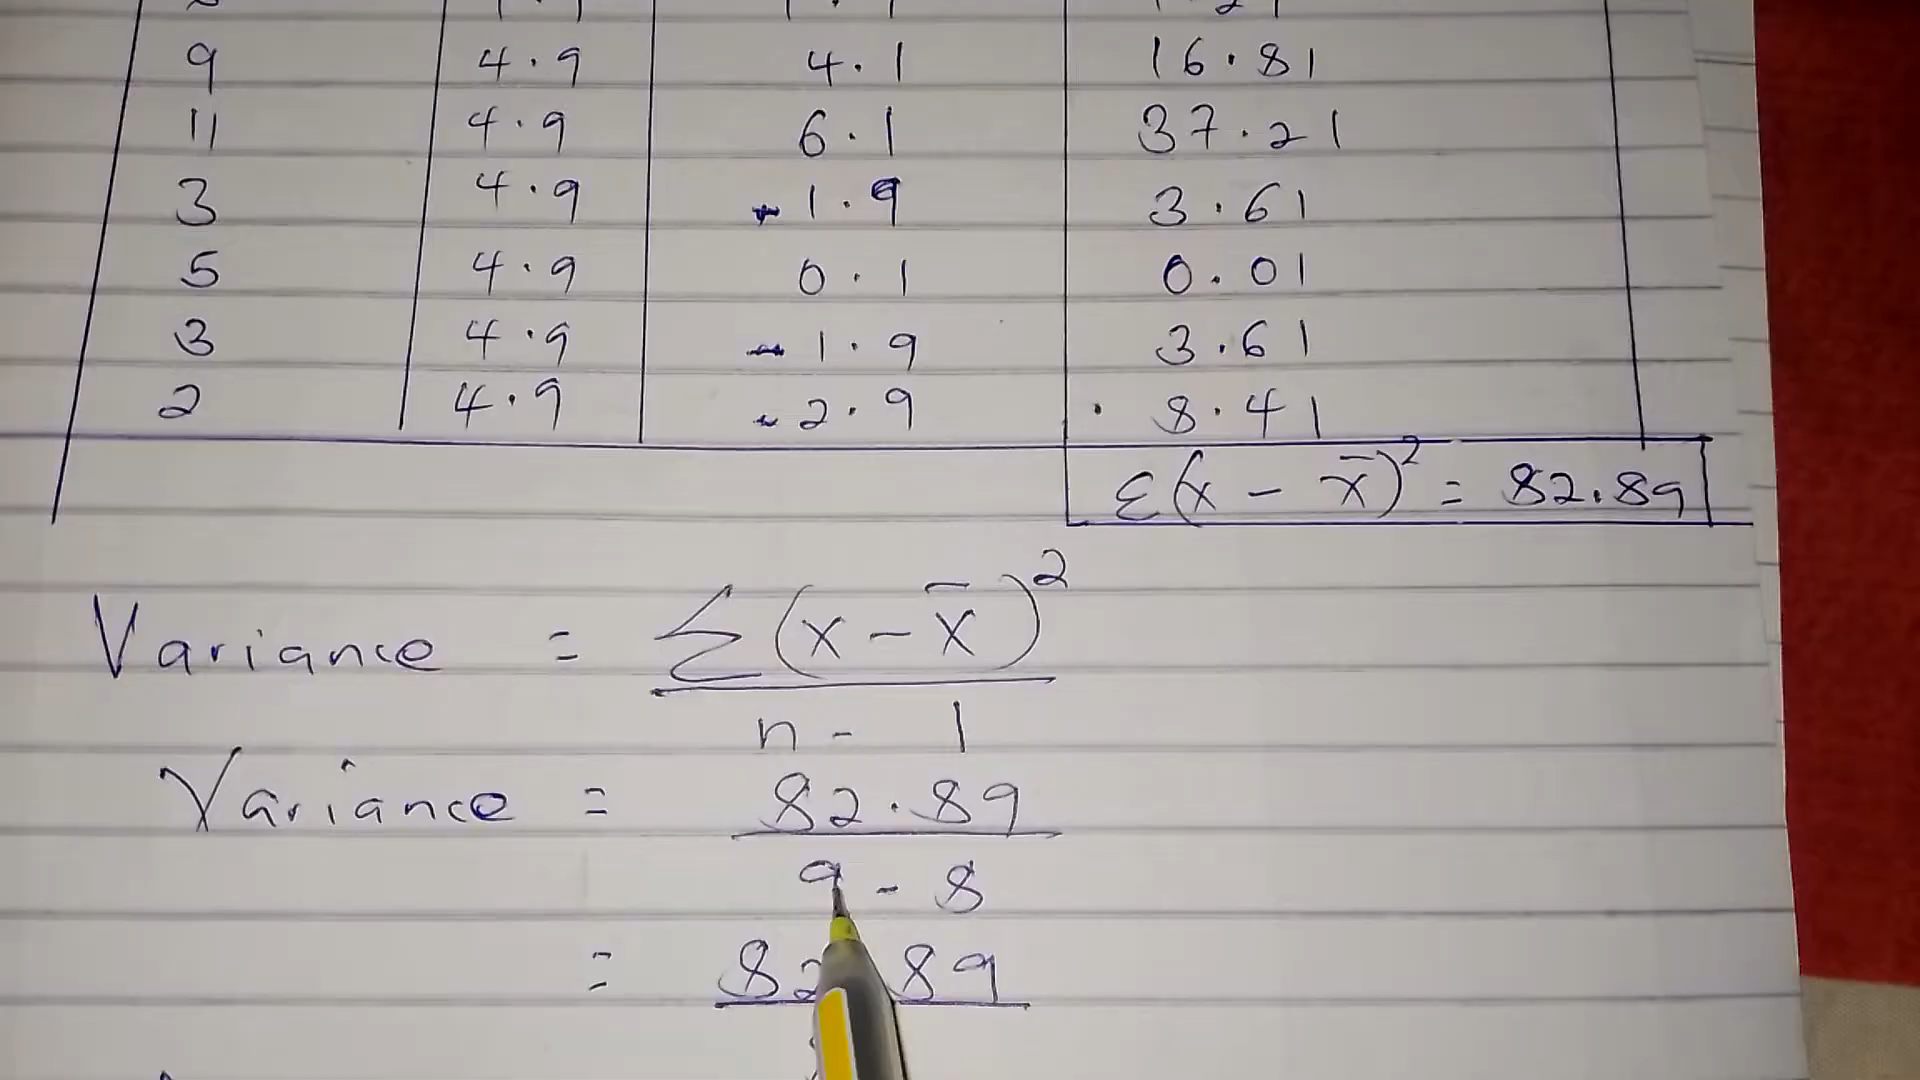 9 4.9 4.1 16.81
11 4.9 6.1 37.21
3 4.9 -1.9 3.61
5 4.9 0.1 0.01
3 4.9 -1.9 3.61
2 4.9 -2.9 8.41
Σ(x - x̄)² = 82.89
Variance = Σ(x - x̄)²
n - 1
Variance = 82.89
9 - 8
= 82.89